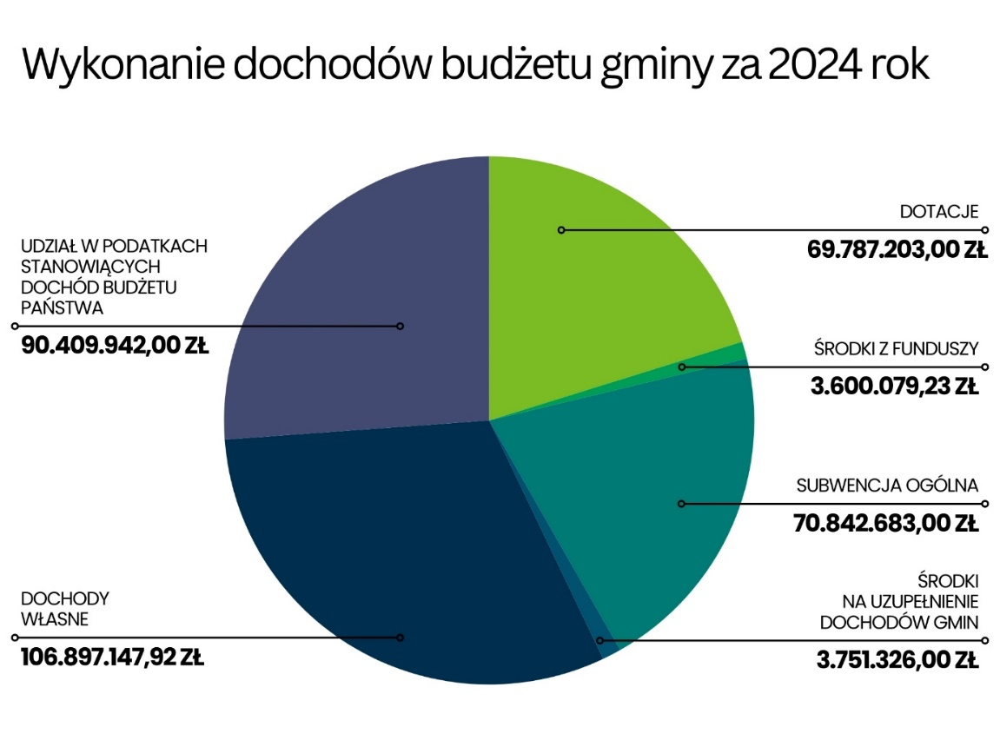 Wykonanie dochodów budżetu gminy za 2024 rok
DOTACJE
69.787.203,00 ZŁ
ŚRODKI Z FUNDUSZY
3.600.079,23 ZŁ
SUBWENCJA OGÓLNA
70.842.683,00 ZŁ
ŚRODKI
NA UZUPEŁNIENIE
DOCHODÓW GMIN
3.751.326,00 ZŁ
UDZIAŁ W PODATKACH
STANOWIĄCYCH
DOCHÓD BUDŻETU
PAŃSTWA
90.409.942,00 ZŁ
DOCHODY
WŁASNE
106.897.147,92 ZŁ